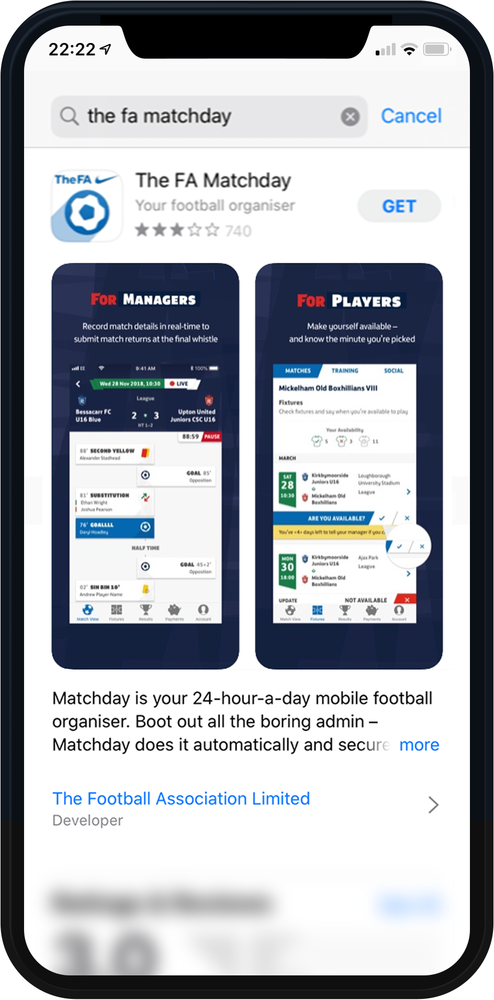 22:22
the fa matchday
Cancel
TheFA
The FA Matchday
Your football organiser
740
GET
FOR MANAGERS
Record match details in real-time to
submit match returns at the final whistle
EE
9:41 AM
100%
Wed 28 Nov 2018, 10:30
LIVE
League
Bessacarr FC
U16 Blue
2 - 3
Upton United
Juniors CSC U16
HT 1-2
88:59 PAUSE
88' SECOND YELLOW
Alexander Stadhead
GOAL 85'
Opposition
81' SUBSTITUTION
Ethan Wright
Joshua Pearson
76' GOALLLL
Daryl Hoadley
HALF TIME
GOAL 45+2'
Opposition
02' SIN BIN 10'
Andrew Player-Name
Match View Fixtures Results Payments Account
FOR PLAYERS
Make yourself available –
and know the minute you're picked
MATCHES TRAINING SOCIAL
Mickelham Old Boxhillians VIII
Fixtures
Check fixtures and say when you're available to play
Your Availability
5 3 11
MARCH
SAT
28
10:30
Kirkbymoorside
Juniors U16
v
Mickelham Old
Boxhillians
Loughborough
University Stadium
League
ARE YOU AVAILABLE?
You've <4> days left to tell your manager if you c
MON
30
18:00
Kirkbymoorside
Juniors U16
v
Mickelham Old
Boxhillians
Ajax Park
League
UPDATE NOT AVAILABLE
Match View Fixtures Results Payments Account
Matchday is your 24-hour-a-day mobile football
organiser. Boot out all the boring admin –
Matchday does it automatically and secure more
The Football Association Limited
Developer